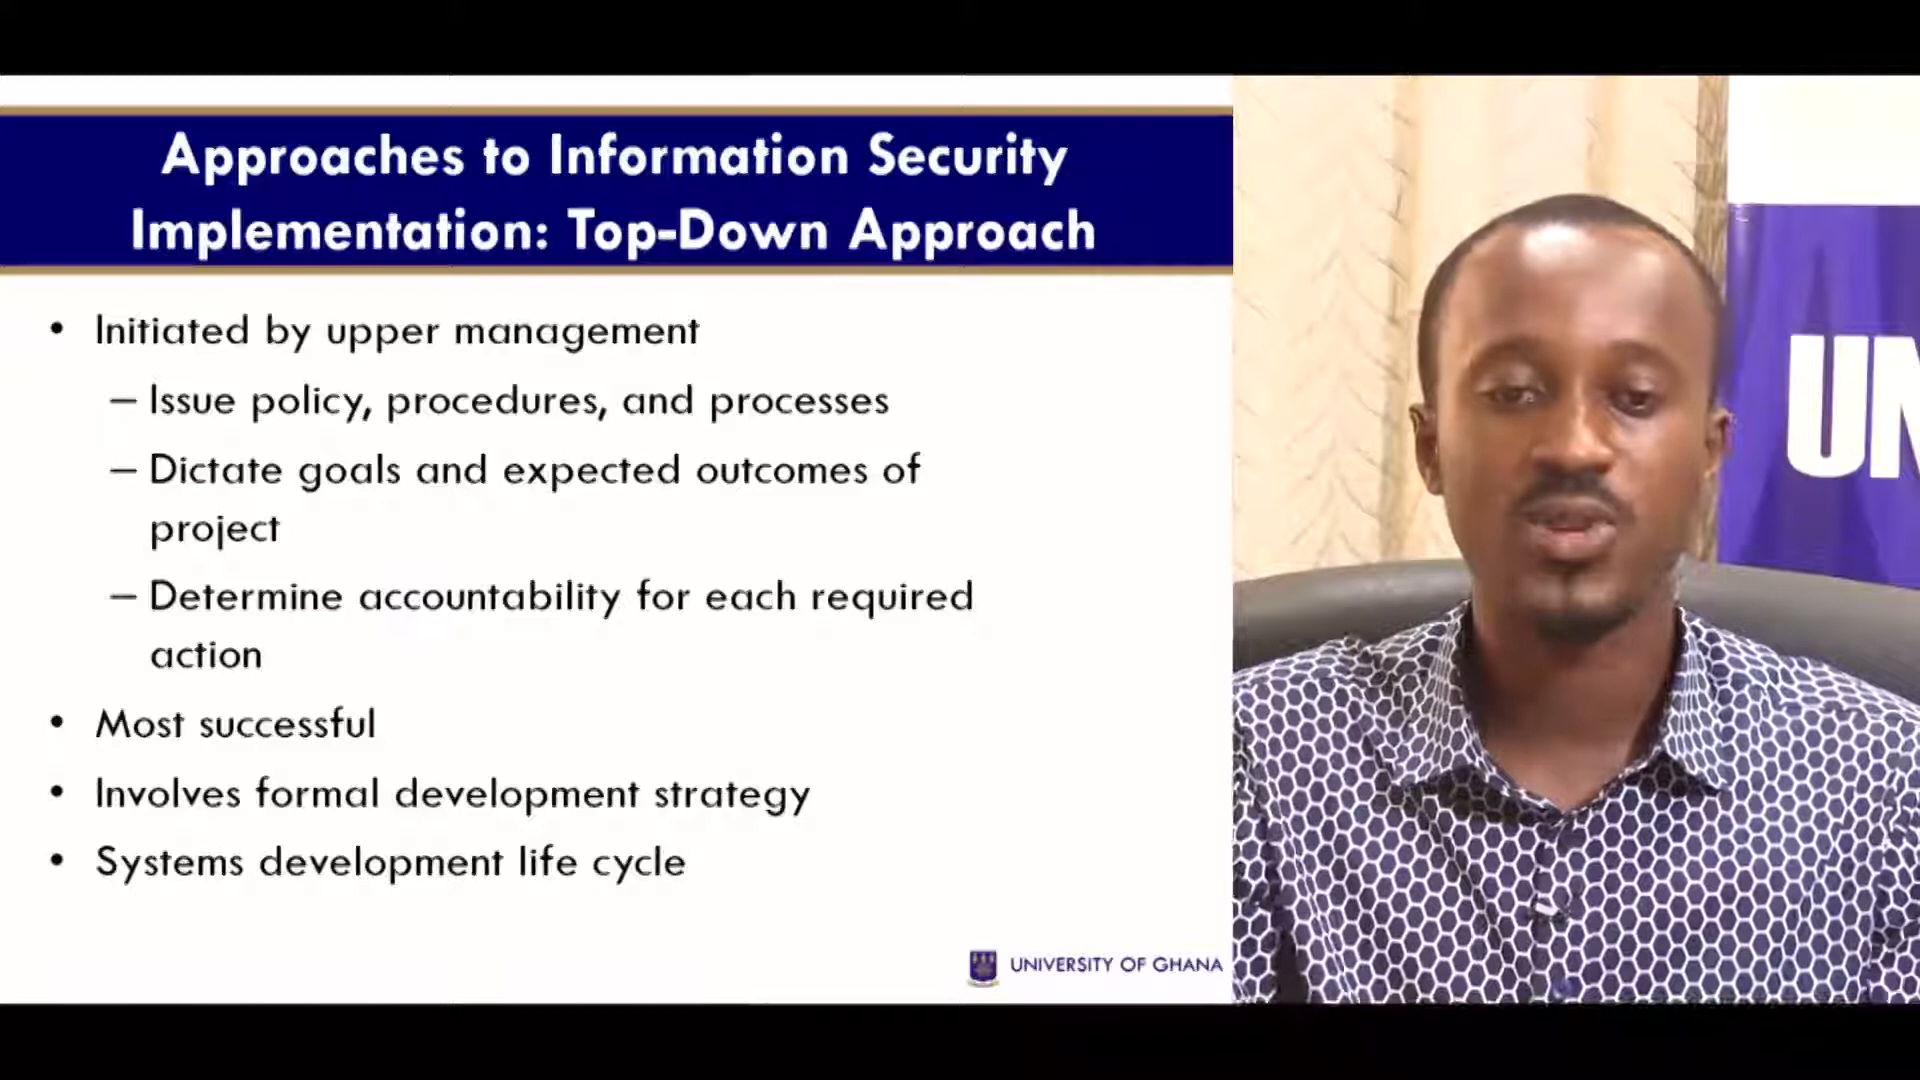 Approaches to Information Security
Implementation: Top-Down Approach
• Initiated by upper management
– Issue policy, procedures, and processes
– Dictate goals and expected outcomes of
project
– Determine accountability for each required
action
• Most successful
• Involves formal development strategy
• Systems development life cycle
UNIVERSITY OF GHANA
UN